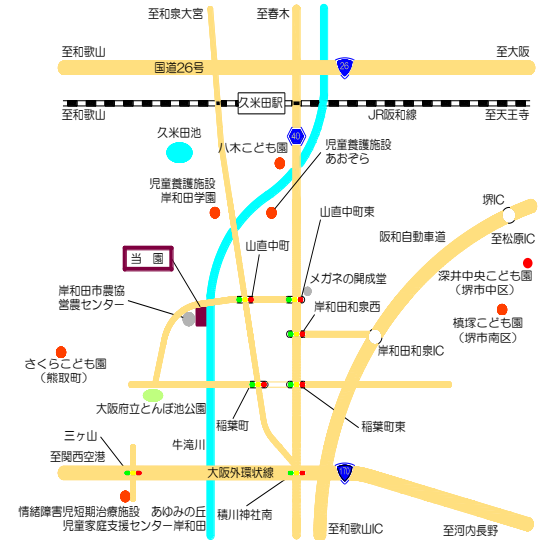 至和泉大宮
至春木
至和歌山
至大阪
国道26号
26
久米田駅
至和歌山
JR阪和線
至天王寺
久米田池
40
八木こども園
児童養護施設
あおぞら
児童養護施設
岸和田学園
堺IC
山直中町東
阪和自動車道
至松原IC
山直中町
当 園
深井中央こども園
(堺市中区)
メガネの開成堂
岸和田市農協
営農センター
岸和田和泉西
槙塚こども園
(堺市南区)
岸和田和泉IC
さくらこども園
(熊取町)
大阪府立とんぼ池公園
稲葉町
稲葉町東
三ヶ山
牛滝川
至関西空港
大阪外環状線
170
情緒障害児短期治療施設 あゆみの丘
児童家庭支援センター岸和田
積川神社南
至和歌山IC
至河内長野